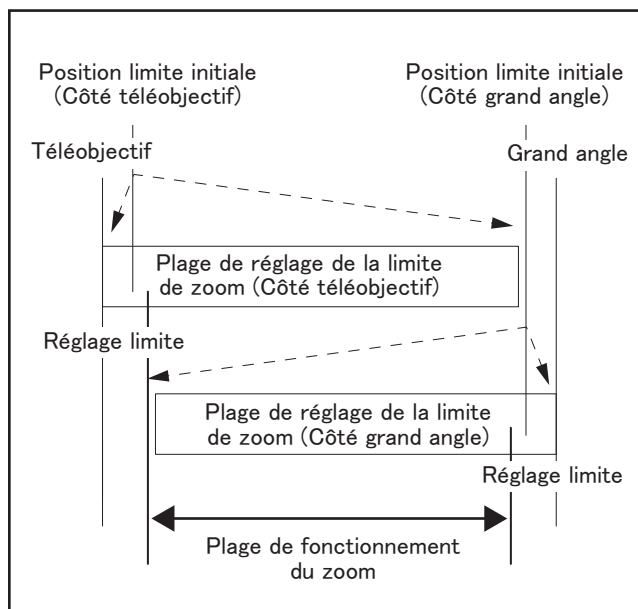 Position limite initiale
(Côté téléobjectif)
Position limite initiale
(Côté grand angle)
Téléobjectif
Grand angle
Plage de réglage de la limite
de zoom (Côté téléobjectif)
Réglage limite
Plage de réglage de la limite
de zoom (Côté grand angle)
Réglage limite
Plage de fonctionnement
du zoom